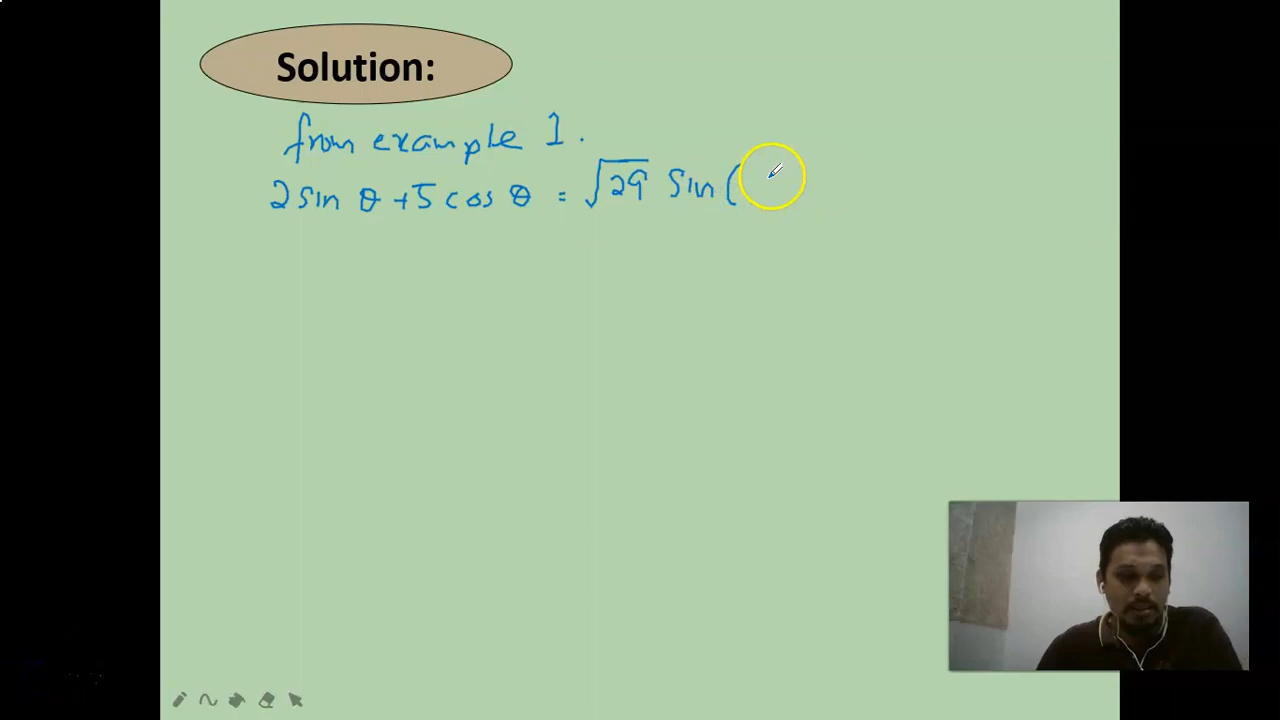 Solution:
from example 1.
2 sin θ + 5 cos θ = √29 sin (